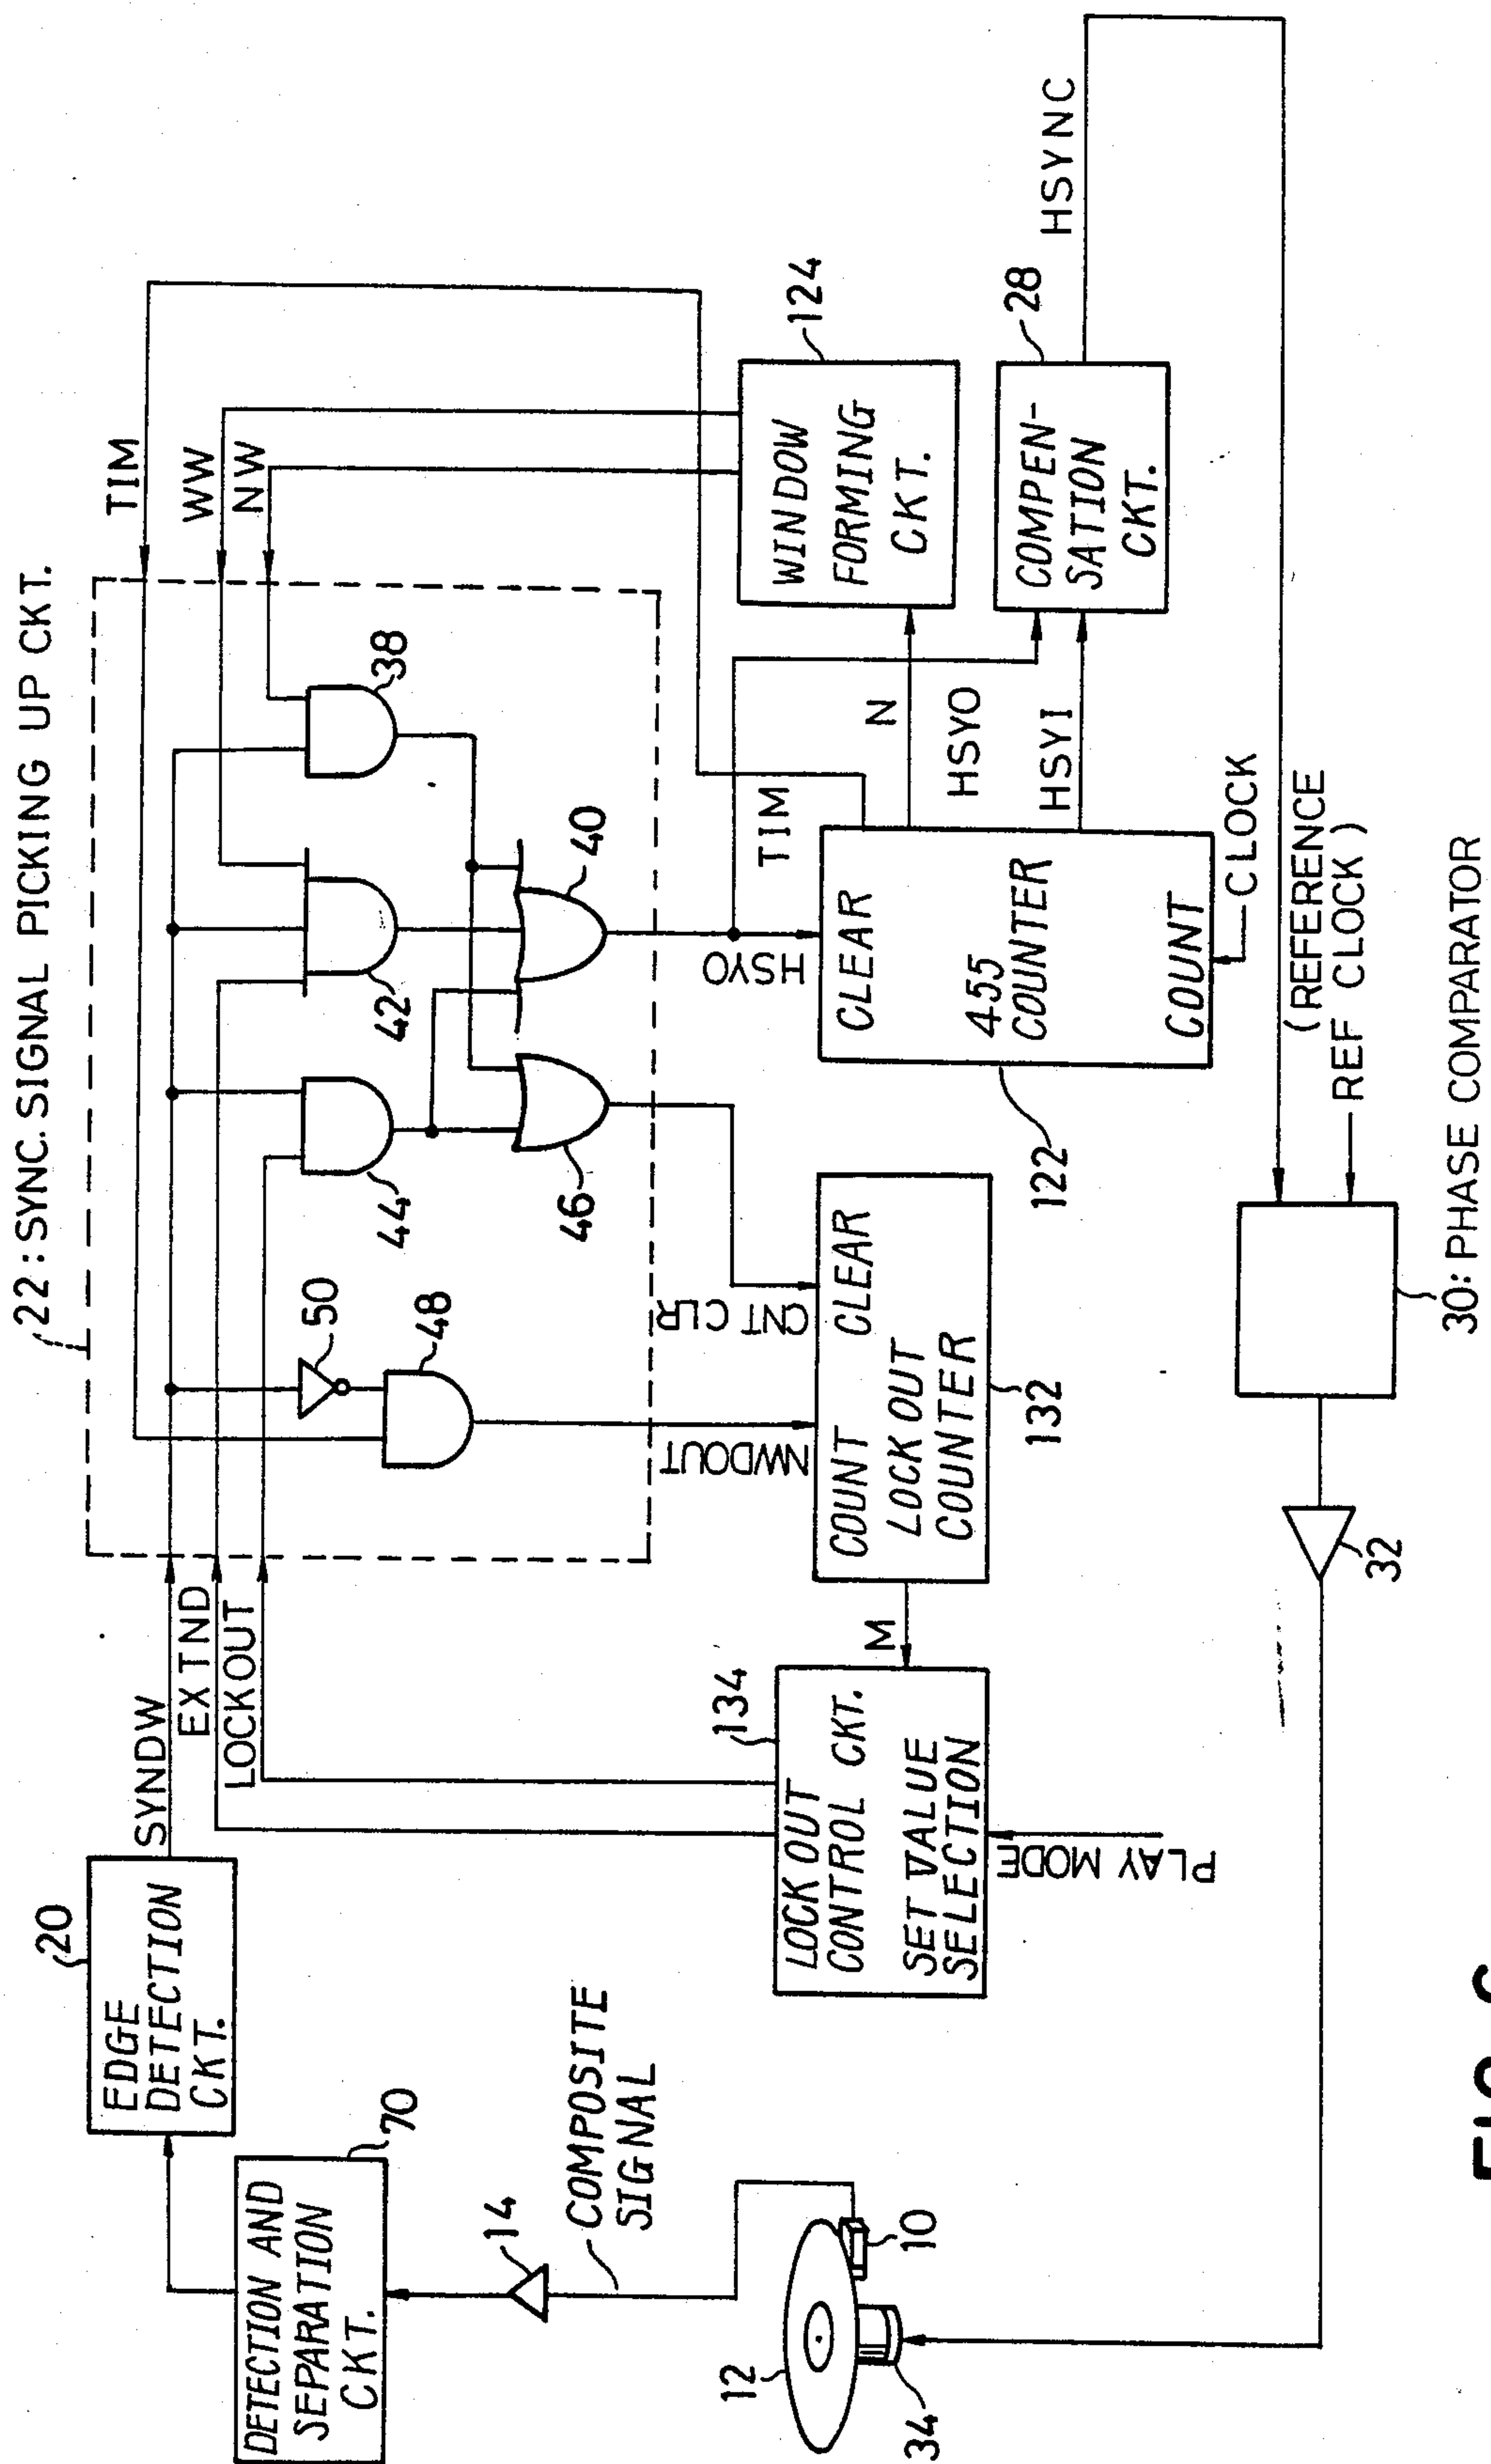 22: SYNC. SIGNAL PICKING UP CKT.
TIM
WW
NW
SYNDW
EXTND
LOCKOUT
20
EDGE
DETECTION
CKT.
70
DETECTION AND
SEPARATION
CKT.
14
COMPOSITE
SIGNAL
12
10
34
50
48
44
42
38
46
40
NWDOUT
CNT CLR
HSYO
TIM
N
HSYO
HSYI
124
WINDOW
FORMING
CKT.
28
COMPEN-
SATION
CKT.
HSYNC
134
LOCK OUT
CONTROL CKT.
SET VALUE
SELECTION
PLAY MODE
M
COUNT CLEAR
LOCK OUT
COUNTER
132
CLEAR
455
COUNTER
COUNT
122
CLOCK
(REFERENCE
REF CLOCK)
30: PHASE COMPARATOR
32